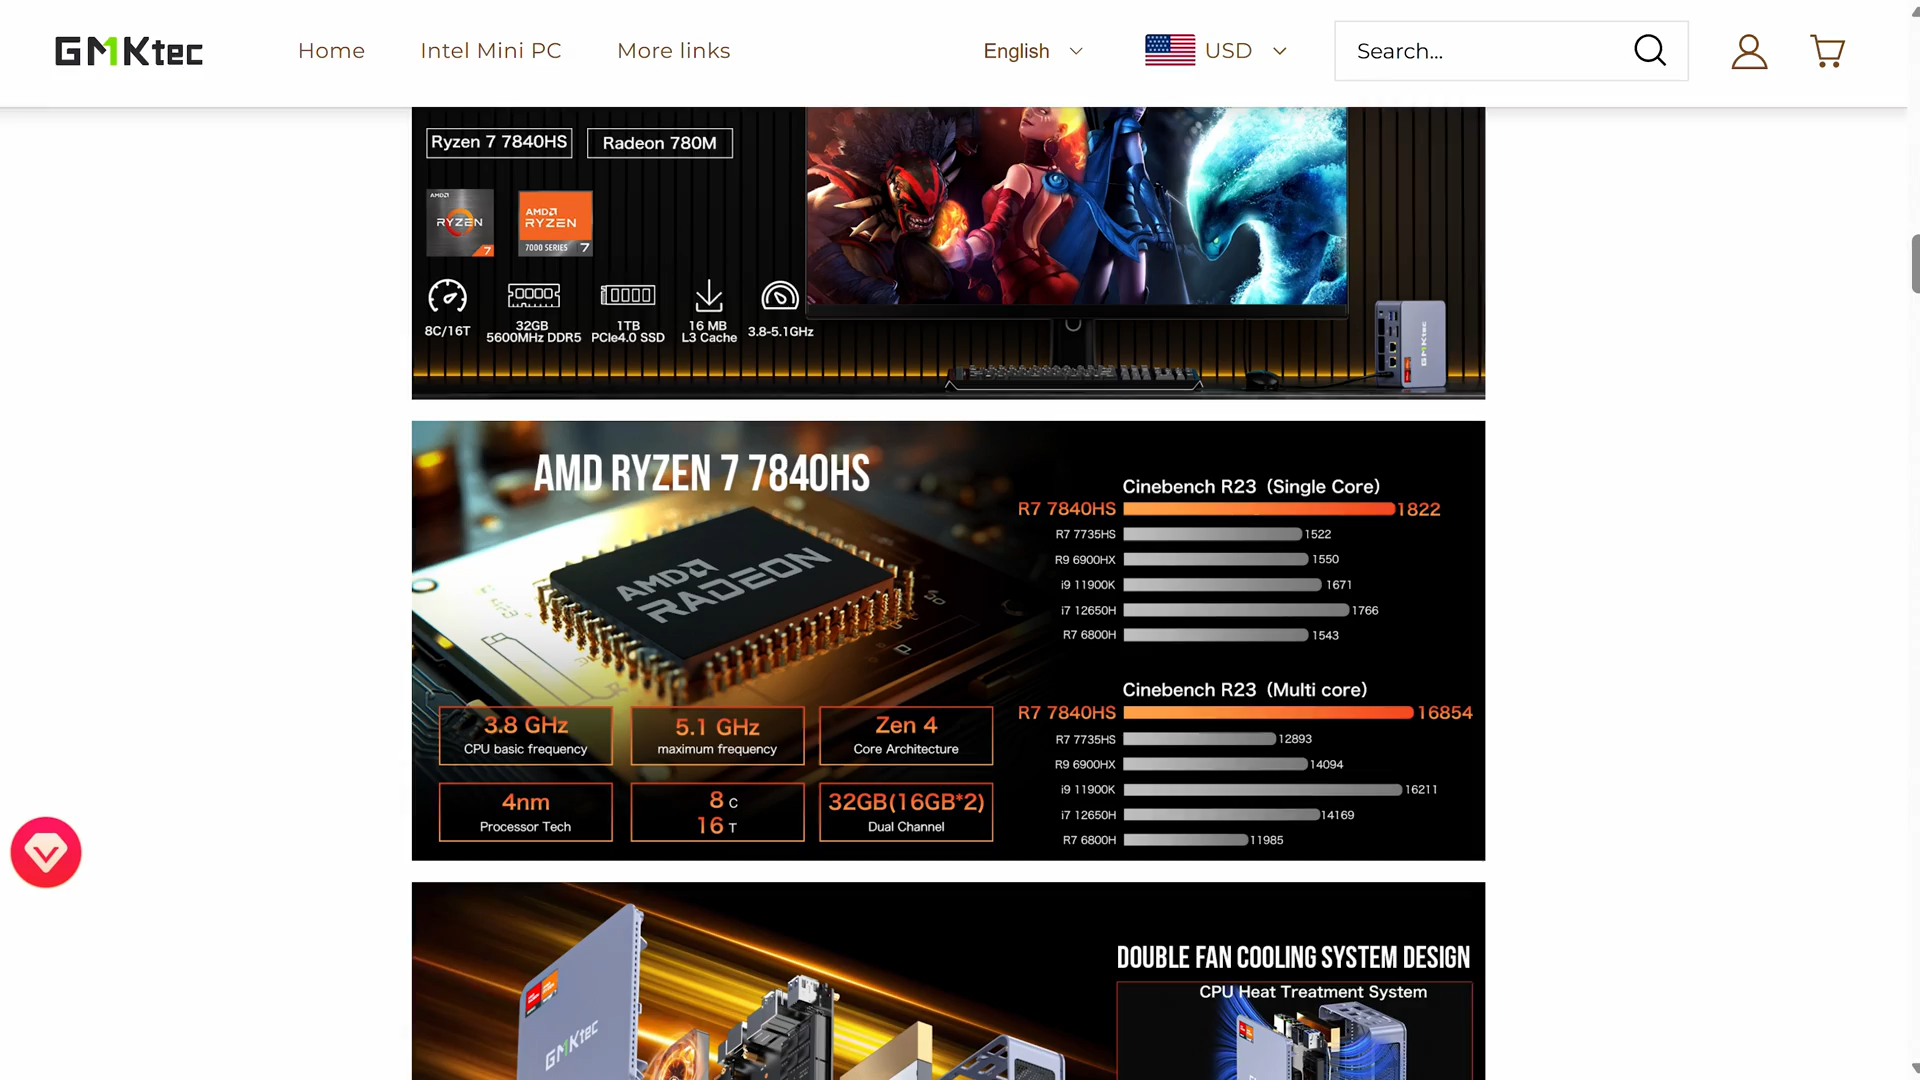 GMKtec
Home
Intel Mini PC
More links
English
USD
Search...
Ryzen 7 7840HS
Radeon 780M
AMD
RYZEN
7
AMD
RYZEN
7000 SERIES 7
8C/16T
32GB
5600MHz DDR5
1TB
PCIe4.0 SSD
16 MB
L3 Cache
3.8-5.1GHz
GMKtec
AMD RYZEN 7 7840HS
AMD
RADEON
3.8 GHz
CPU basic frequency
5.1 GHz
maximum frequency
Zen 4
Core Architecture
4nm
Processor Tech
8 C
16 T
32GB(16GB*2)
Dual Channel
Cinebench R23 (Single Core)
R7 7840HS 1822
R7 7735HS 1522
R9 6900HX 1550
i9 11900K 1671
i7 12650H 1766
R7 6800H 1543
Cinebench R23 (Multi core)
R7 7840HS 16854
R7 7735HS 12893
R9 6900HX 14094
i9 11900K 16211
i7 12650H 14169
R7 6800H 11985
DOUBLE FAN COOLING SYSTEM DESIGN
CPU Heat Treatment System
GMKtec